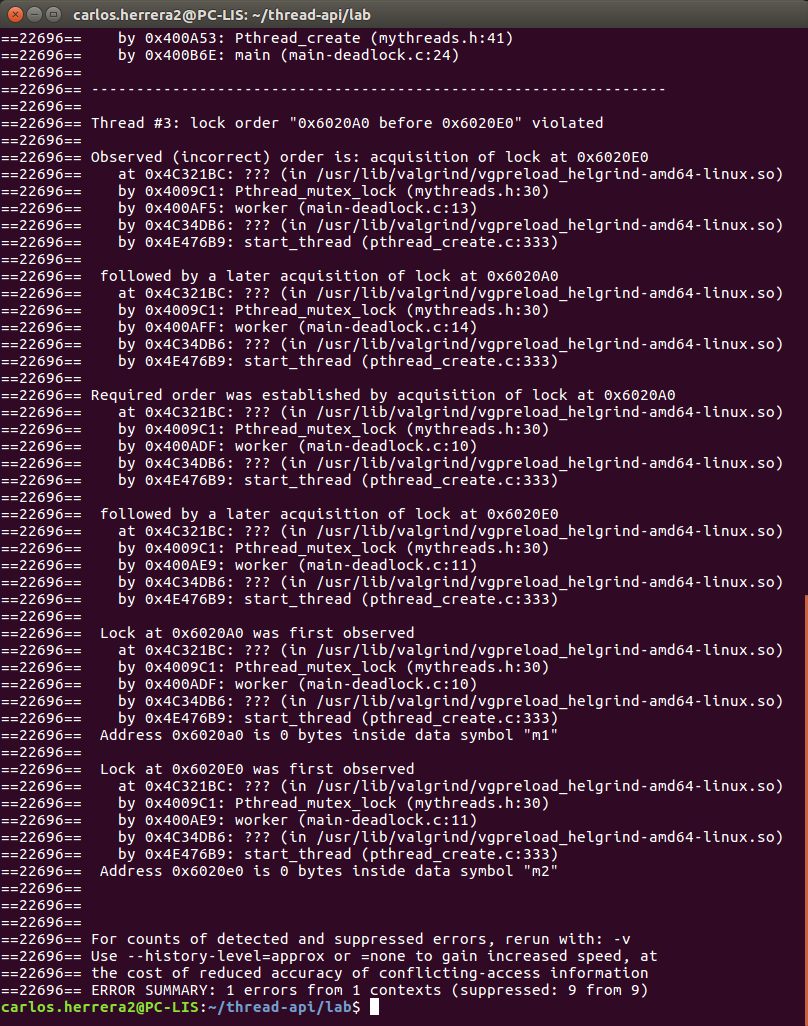 carlos.herrera2@PC-LIS: ~/thread-api/lab
==22696==    by 0x400A53: Pthread_create (mythreads.h:41)
==22696==    by 0x400B6E: main (main-deadlock.c:24)
==22696==
==22696== ----------------------------------------------------------------
==22696==
==22696== Thread #3: lock order "0x6020A0 before 0x6020E0" violated
==22696==
==22696== Observed (incorrect) order is: acquisition of lock at 0x6020E0
==22696==    at 0x4C321BC: ??? (in /usr/lib/valgrind/vgpreload_helgrind-amd64-linux.so)
==22696==    by 0x4009C1: Pthread_mutex_lock (mythreads.h:30)
==22696==    by 0x400AF5: worker (main-deadlock.c:13)
==22696==    by 0x4C34DB6: ??? (in /usr/lib/valgrind/vgpreload_helgrind-amd64-linux.so)
==22696==    by 0x4E476B9: start_thread (pthread_create.c:333)
==22696==
==22696==  followed by a later acquisition of lock at 0x6020A0
==22696==    at 0x4C321BC: ??? (in /usr/lib/valgrind/vgpreload_helgrind-amd64-linux.so)
==22696==    by 0x4009C1: Pthread_mutex_lock (mythreads.h:30)
==22696==    by 0x400AFF: worker (main-deadlock.c:14)
==22696==    by 0x4C34DB6: ??? (in /usr/lib/valgrind/vgpreload_helgrind-amd64-linux.so)
==22696==    by 0x4E476B9: start_thread (pthread_create.c:333)
==22696==
==22696== Required order was established by acquisition of lock at 0x6020A0
==22696==    at 0x4C321BC: ??? (in /usr/lib/valgrind/vgpreload_helgrind-amd64-linux.so)
==22696==    by 0x4009C1: Pthread_mutex_lock (mythreads.h:30)
==22696==    by 0x400ADF: worker (main-deadlock.c:10)
==22696==    by 0x4C34DB6: ??? (in /usr/lib/valgrind/vgpreload_helgrind-amd64-linux.so)
==22696==    by 0x4E476B9: start_thread (pthread_create.c:333)
==22696==
==22696==  followed by a later acquisition of lock at 0x6020E0
==22696==    at 0x4C321BC: ??? (in /usr/lib/valgrind/vgpreload_helgrind-amd64-linux.so)
==22696==    by 0x4009C1: Pthread_mutex_lock (mythreads.h:30)
==22696==    by 0x400AE9: worker (main-deadlock.c:11)
==22696==    by 0x4C34DB6: ??? (in /usr/lib/valgrind/vgpreload_helgrind-amd64-linux.so)
==22696==    by 0x4E476B9: start_thread (pthread_create.c:333)
==22696==
==22696==  Lock at 0x6020A0 was first observed
==22696==    at 0x4C321BC: ??? (in /usr/lib/valgrind/vgpreload_helgrind-amd64-linux.so)
==22696==    by 0x4009C1: Pthread_mutex_lock (mythreads.h:30)
==22696==    by 0x400ADF: worker (main-deadlock.c:10)
==22696==    by 0x4C34DB6: ??? (in /usr/lib/valgrind/vgpreload_helgrind-amd64-linux.so)
==22696==    by 0x4E476B9: start_thread (pthread_create.c:333)
==22696==  Address 0x6020a0 is 0 bytes inside data symbol "m1"
==22696==
==22696==  Lock at 0x6020E0 was first observed
==22696==    at 0x4C321BC: ??? (in /usr/lib/valgrind/vgpreload_helgrind-amd64-linux.so)
==22696==    by 0x4009C1: Pthread_mutex_lock (mythreads.h:30)
==22696==    by 0x400AE9: worker (main-deadlock.c:11)
==22696==    by 0x4C34DB6: ??? (in /usr/lib/valgrind/vgpreload_helgrind-amd64-linux.so)
==22696==    by 0x4E476B9: start_thread (pthread_create.c:333)
==22696==  Address 0x6020e0 is 0 bytes inside data symbol "m2"
==22696==
==22696==
==22696==
==22696== For counts of detected and suppressed errors, rerun with: -v
==22696== Use --history-level=approx or =none to gain increased speed, at
==22696== the cost of reduced accuracy of conflicting-access information
==22696== ERROR SUMMARY: 1 errors from 1 contexts (suppressed: 9 from 9)
carlos.herrera2@PC-LIS:~/thread-api/lab$